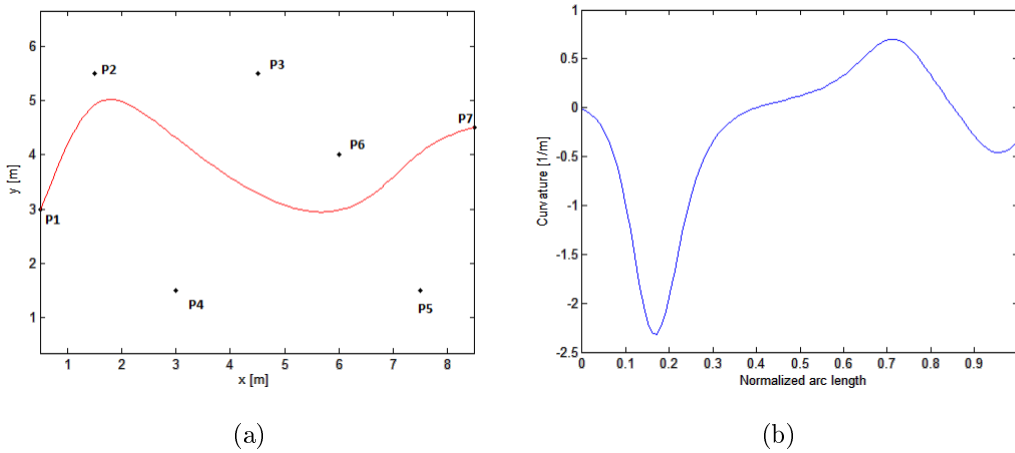 6
5
4
3
2
1
y [m]
P1
P2
P3
P4
P5
P6
P7
1 2 3 4 5 6 7 8
x [m]
(a)
1
0.5
0
-0.5
-1
-1.5
-2
-2.5
Curvature [1/m]
0 0.1 0.2 0.3 0.4 0.5 0.6 0.7 0.8 0.9
Normalized arc length
(b)